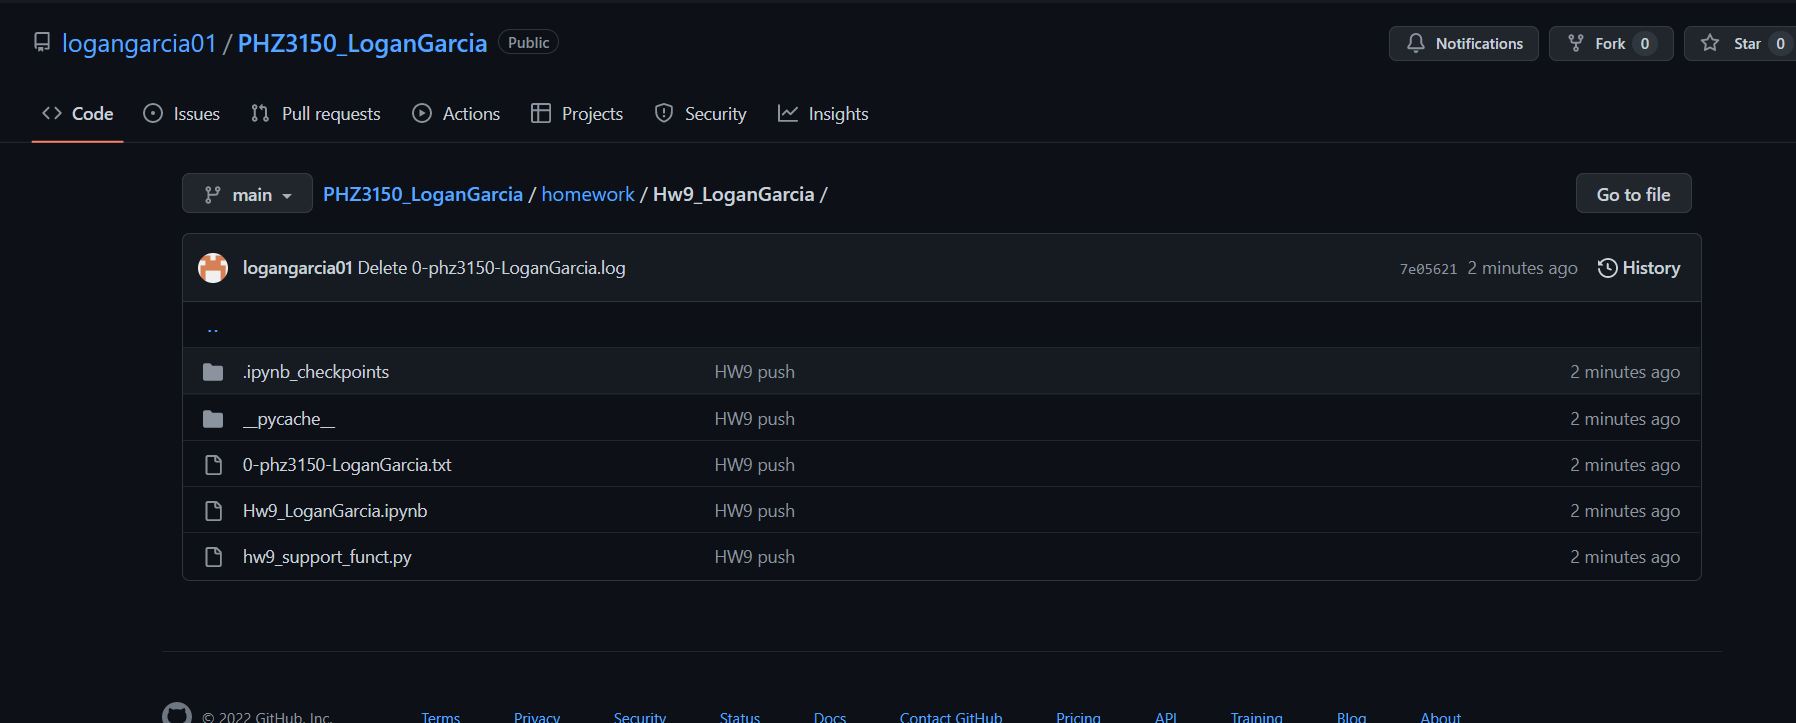 logangarcia01 / PHZ3150_LoganGarcia Public Notifications Fork 0 Star 0
Code Issues Pull requests Actions Projects Security Insights
main PHZ3150_LoganGarcia / homework / Hw9_LoganGarcia / Go to file
logangarcia01 Delete 0-phz3150-LoganGarcia.log 7e05621 2 minutes ago History
..
.ipynb_checkpoints HW9 push 2 minutes ago
__pycache__ HW9 push 2 minutes ago
0-phz3150-LoganGarcia.txt HW9 push 2 minutes ago
Hw9_LoganGarcia.ipynb HW9 push 2 minutes ago
hw9_support_funct.py HW9 push 2 minutes ago
© 2022 GitHub, Inc. Terms Privacy Security Status Docs Contact GitHub Pricing API Training Blog About